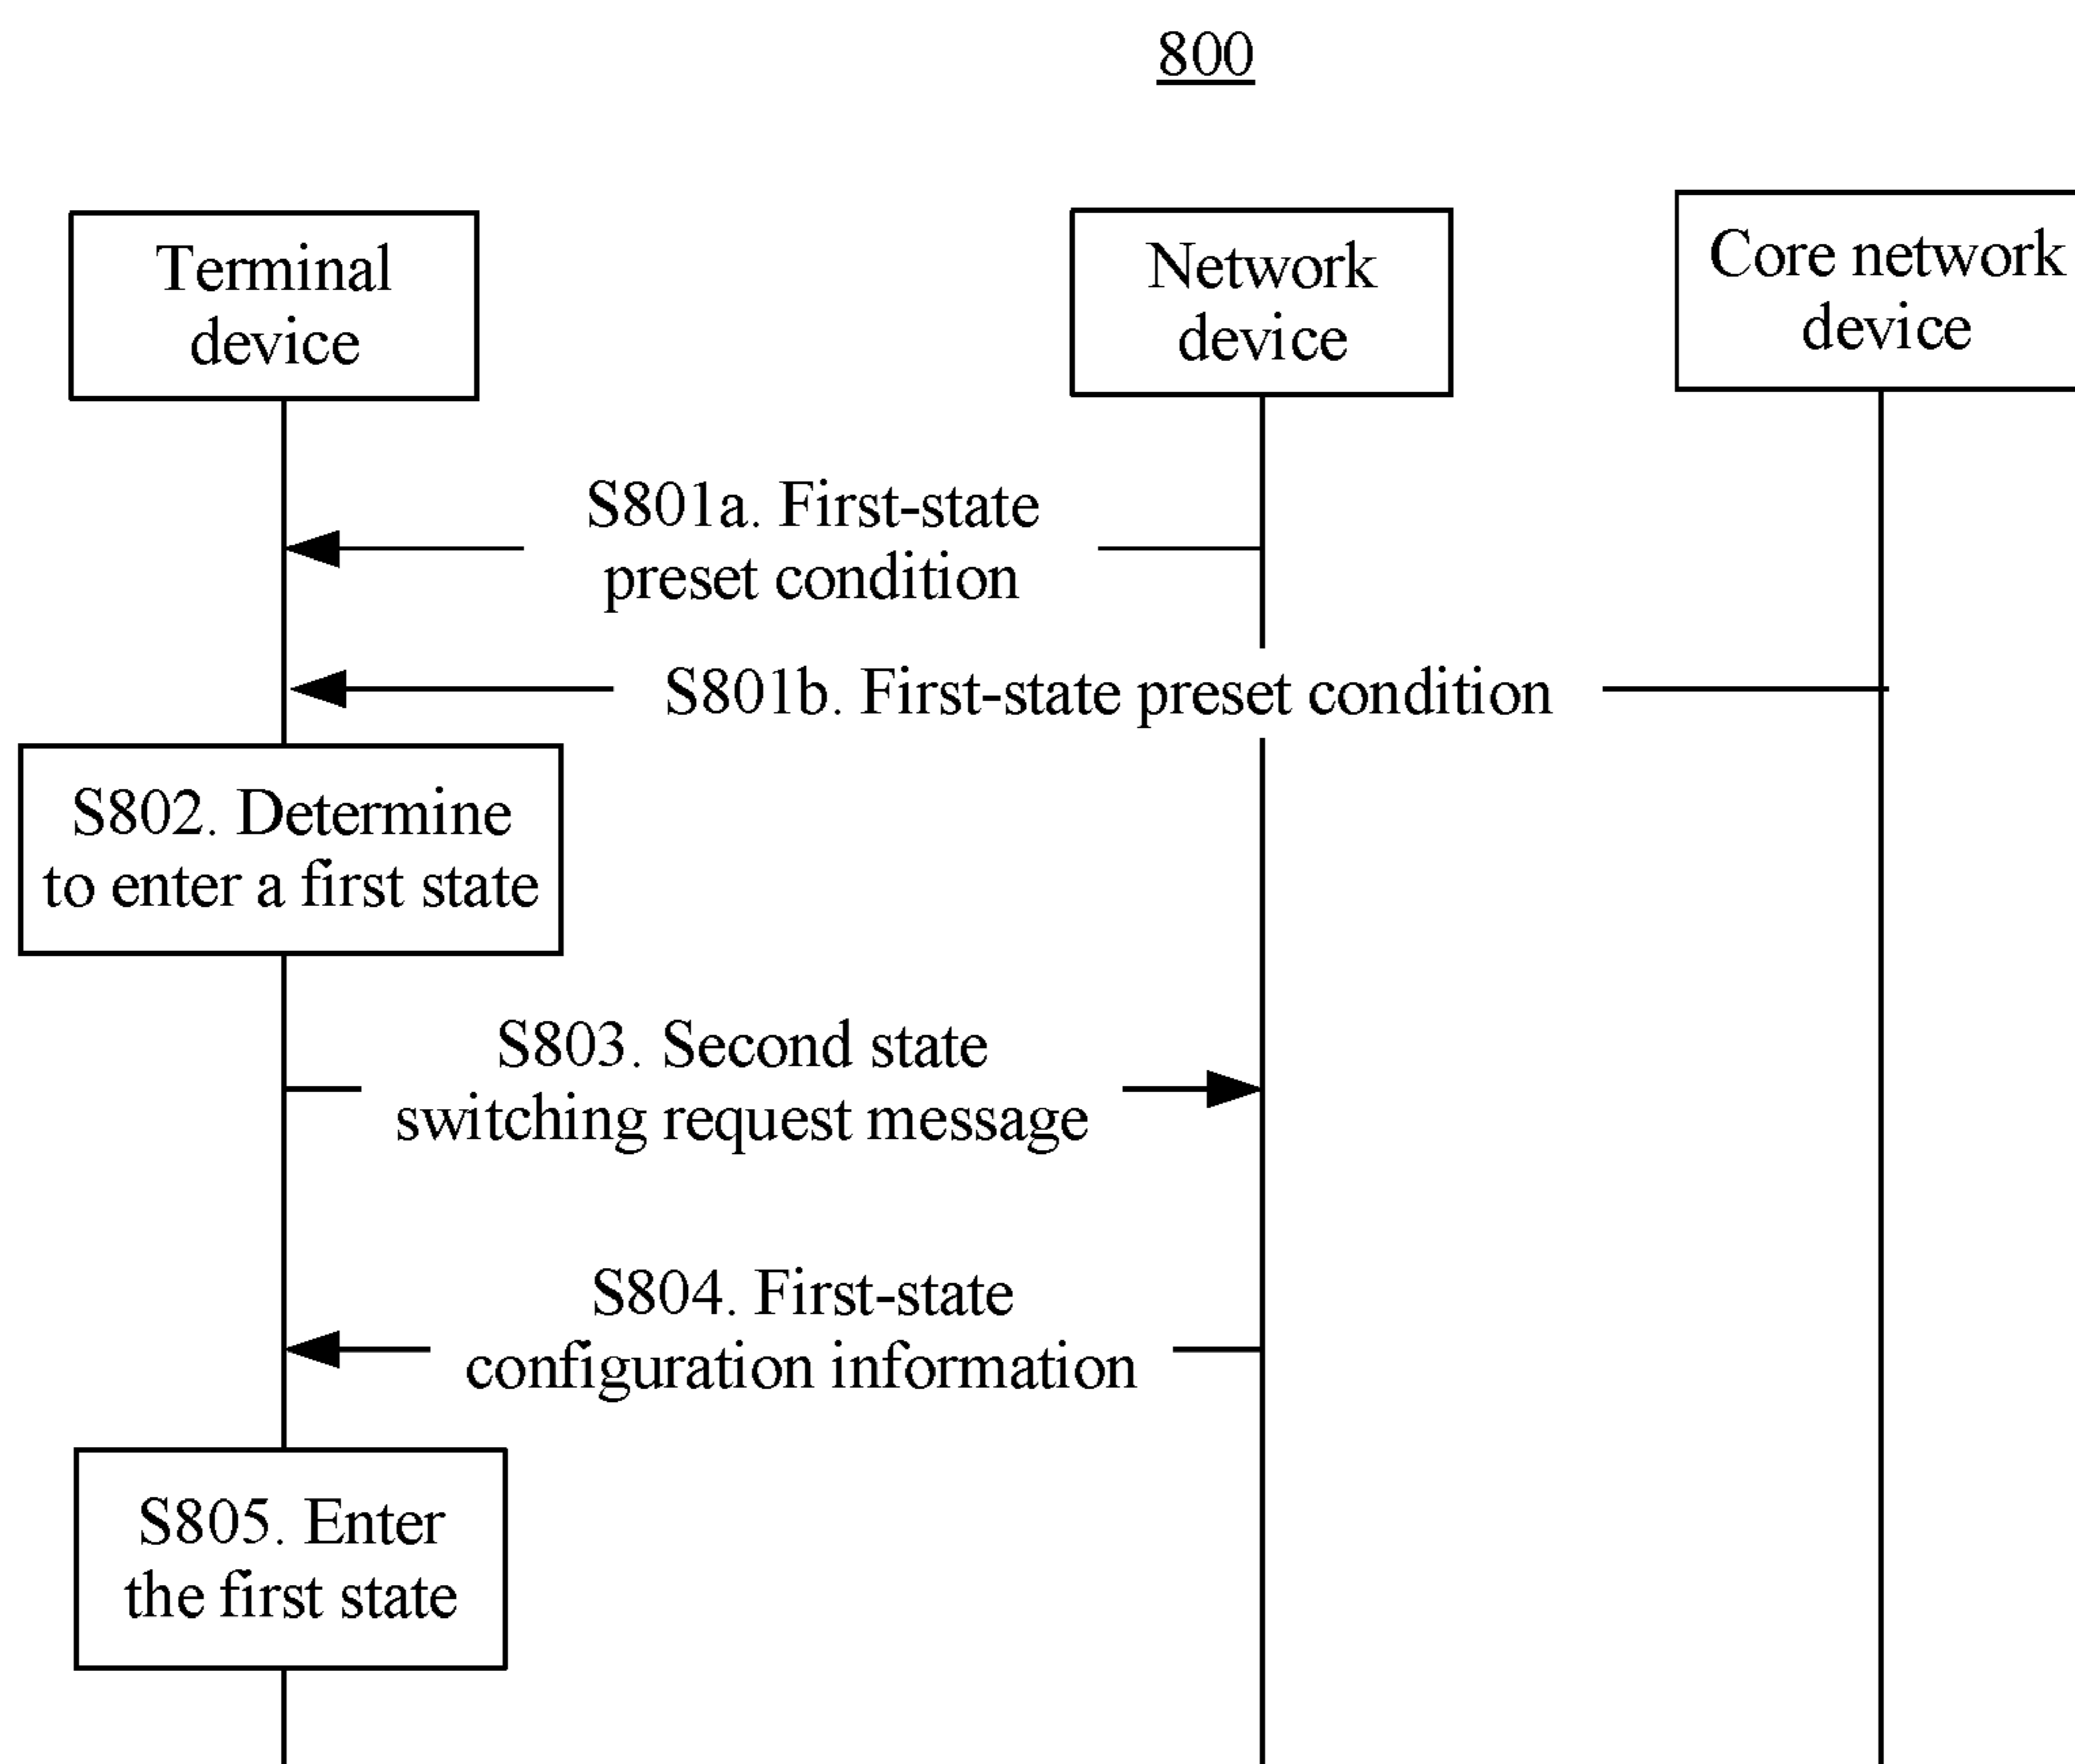 800
Terminal
device
Network
device
Core network
device
S801a. First-state
preset condition
S801b. First-state preset condition
S802. Determine
to enter a first state
S803. Second state
switching request message
S804. First-state
configuration information
S805. Enter
the first state